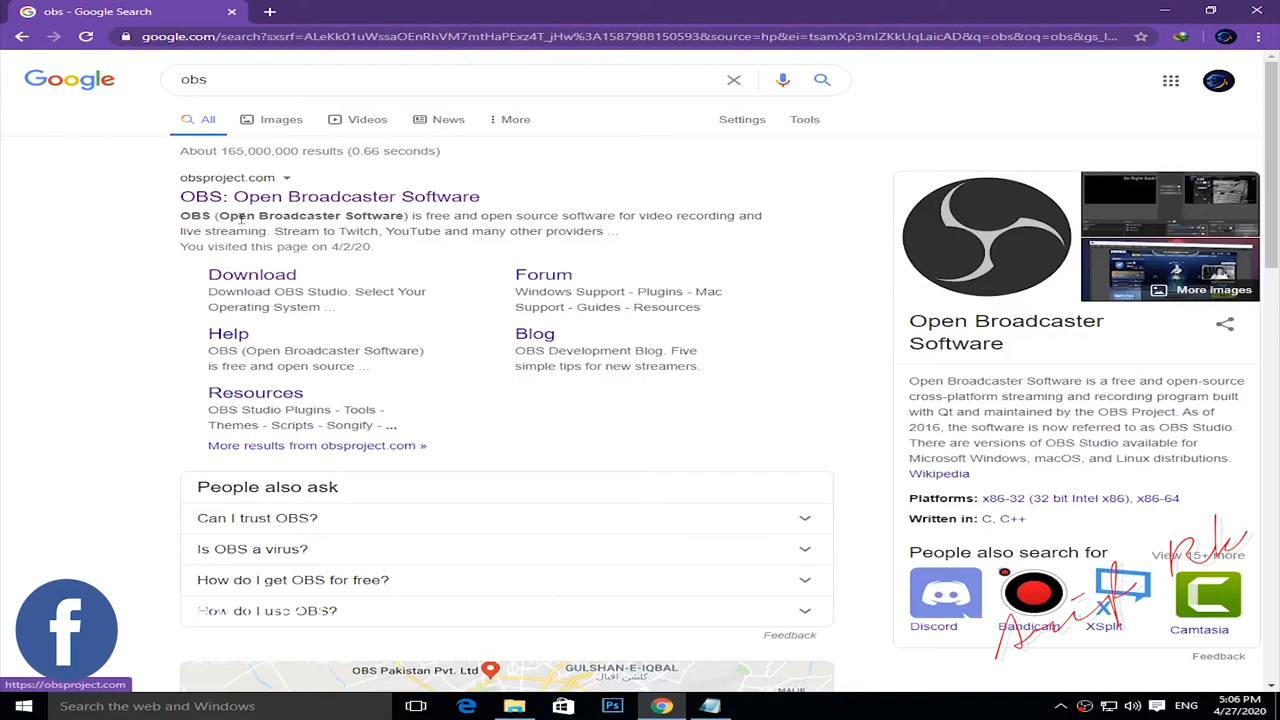 obs - Google Search
google.com/search?sxsrf=ALeKk01uWssaOEnRhVM7mtHaPExz4T_jHw%3A1587988150593&source=hp&ei=tsamXp3mIZKkUqLaicAD&q=obs&oq=obs&gs_l...
Google
obs
All
Images
Videos
News
More
Settings
Tools
About 165,000,000 results (0.66 seconds)
obsproject.com
OBS: Open Broadcaster Software
OBS (Open Broadcaster Software) is free and open source software for video recording and
live streaming. Stream to Twitch, YouTube and many other providers ...
You visited this page on 4/2/20.
Download
Download OBS Studio. Select Your
Operating System ...
Forum
Windows Support - Plugins - Mac
Support - Guides - Resources
Help
OBS (Open Broadcaster Software)
is free and open source ...
Blog
OBS Development Blog. Five
simple tips for new streamers.
Resources
OBS Studio Plugins - Tools -
Themes - Scripts - Songify - ...
More results from obsproject.com »
People also ask
Can I trust OBS?
Is OBS a virus?
How do I get OBS for free?
How do I use OBS?
Feedback
OBS Pakistan Pvt. Ltd
GULSHAN-E-IQBAL
گلشن اقبال
MALIR
More images
Open Broadcaster
Software
Open Broadcaster Software is a free and open-source
cross-platform streaming and recording program built
with Qt and maintained by the OBS Project. As of
2016, the software is now referred to as OBS Studio.
There are versions of OBS Studio available for
Microsoft Windows, macOS, and Linux distributions.
Wikipedia
Platforms: x86-32 (32 bit Intel x86), x86-64
Written in: C, C++
People also search for
View 15+ more
Discord
Bandicam
XSplit
Camtasia
Feedback
f
https://obsproject.com
Search the web and Windows
Ps
ENG
5:06 PM
4/27/2020